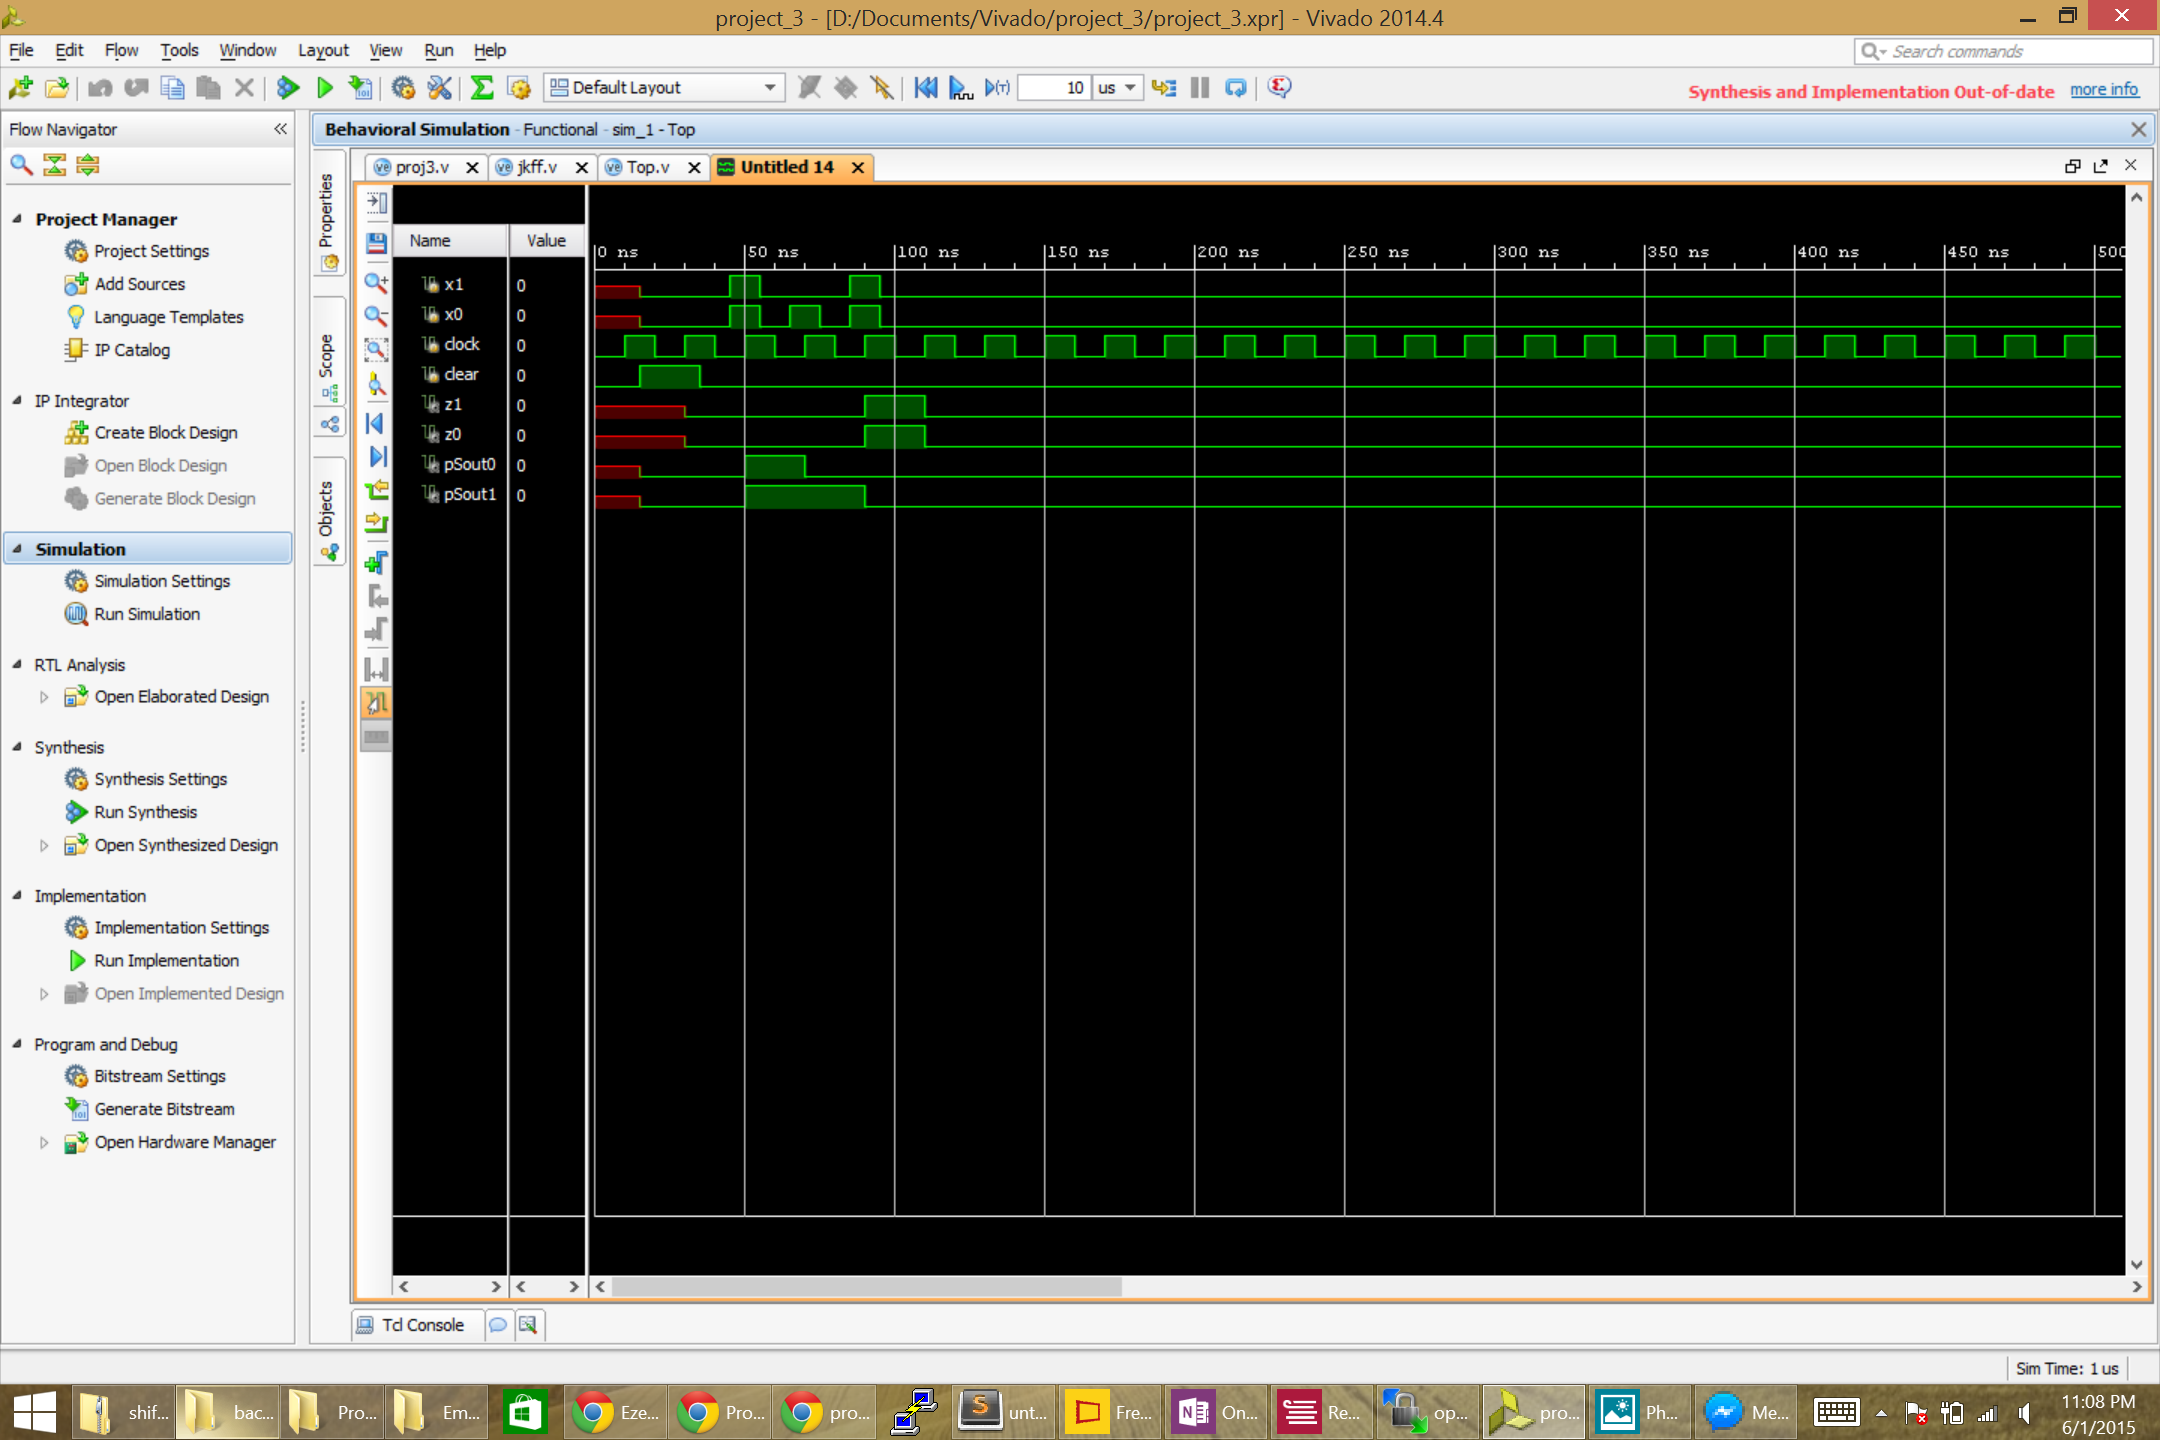 project_3 - [D:/Documents/Vivado/project_3/project_3.xpr] - Vivado 2014.4
File Edit Flow Tools Window Layout View Run Help
Search commands
Default Layout
10 us
Synthesis and Implementation Out-of-date more info
Flow Navigator
Behavioral Simulation - Functional - sim_1 - Top
proj3.v jkff.v Top.v Untitled 14
Properties
Scope
Objects
Project Manager
Project Settings
Add Sources
Language Templates
IP Catalog
IP Integrator
Create Block Design
Open Block Design
Generate Block Design
Simulation
Simulation Settings
Run Simulation
RTL Analysis
Open Elaborated Design
Synthesis
Synthesis Settings
Run Synthesis
Open Synthesized Design
Implementation
Implementation Settings
Run Implementation
Open Implemented Design
Program and Debug
Bitstream Settings
Generate Bitstream
Open Hardware Manager
Name Value
0 ns 50 ns 100 ns 150 ns 200 ns 250 ns 300 ns 350 ns 400 ns 450 ns 500
x1 0
x0 0
clock 0
clear 0
z1 0
z0 0
pSout0 0
pSout1 0
Tcl Console
Sim Time: 1 us
shif... bac... Pro... Em... Eze... Pro... pro... unt... Fre... On... Re... op... pro... Ph... Me...
11:08 PM
6/1/2015